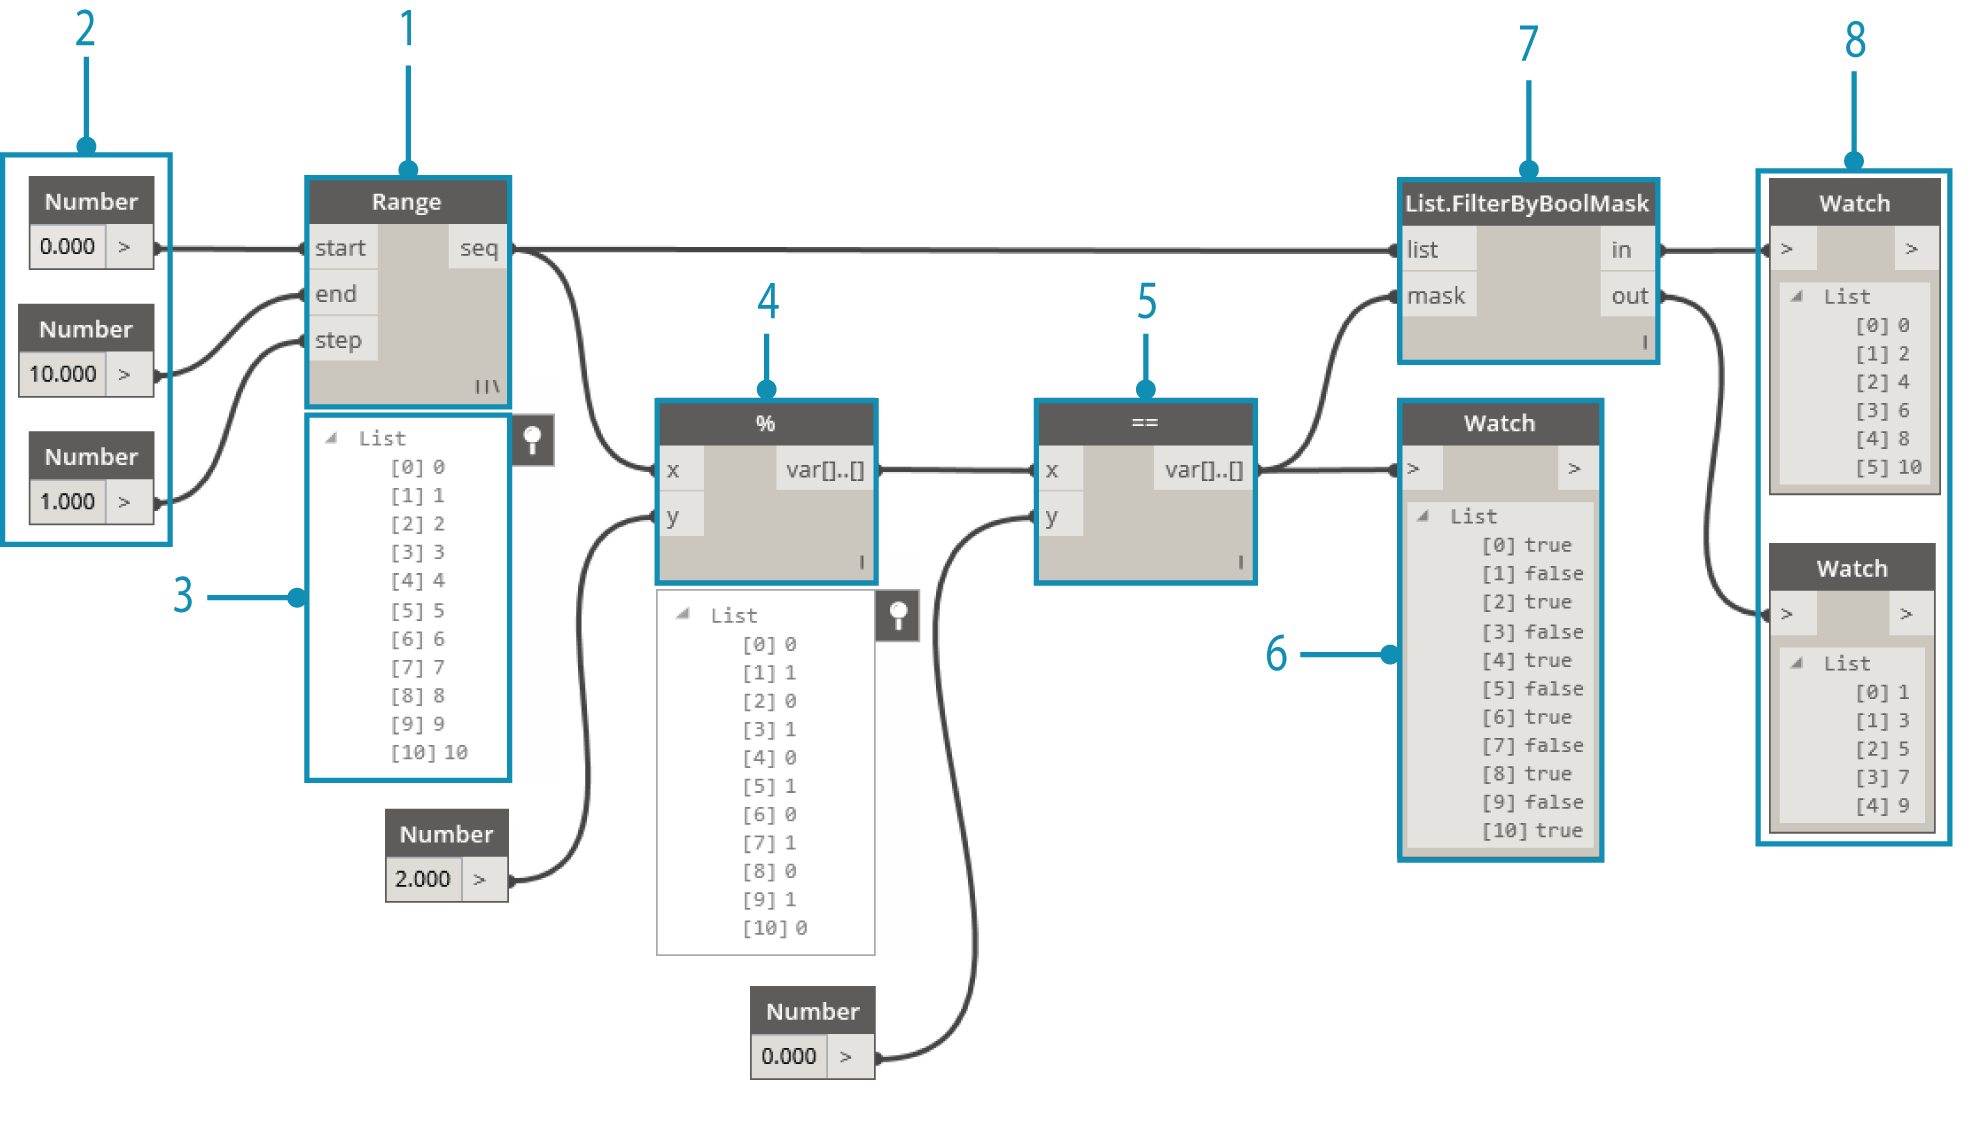 2
1
7
8
Number
0.000 >
Number
10.000 >
Number
1.000 >
Range
start seq
end
step
3
List
[0] 0
[1] 1
[2] 2
[3] 3
[4] 4
[5] 5
[6] 6
[7] 7
[8] 8
[9] 9
[10] 10
Number
2.000 >
4
%
x var[]..[]
y
List
[0] 0
[1] 1
[2] 0
[3] 1
[4] 0
[5] 1
[6] 0
[7] 1
[8] 0
[9] 1
[10] 0
Number
0.000 >
5
==
x var[]..[]
y
List.FilterByBoolMask
list in
mask out
6
Watch
> >
List
[0] true
[1] false
[2] true
[3] false
[4] true
[5] false
[6] true
[7] false
[8] true
[9] false
[10] true
Watch
> >
List
[0] 0
[1] 2
[2] 4
[3] 6
[4] 8
[5] 10
Watch
> >
List
[0] 1
[1] 3
[2] 5
[3] 7
[4] 9